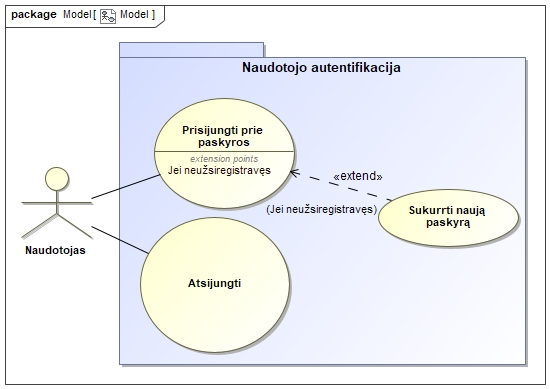 package Model[ Model ]
Naudotojo autentifikacija
Prisijungti prie
paskyros
extension points
Jei neužsiregistravęs
«extend»
(Jei neužsiregistravęs)
Sukurrti naują
paskyrą
Naudotojas
Atsijungti